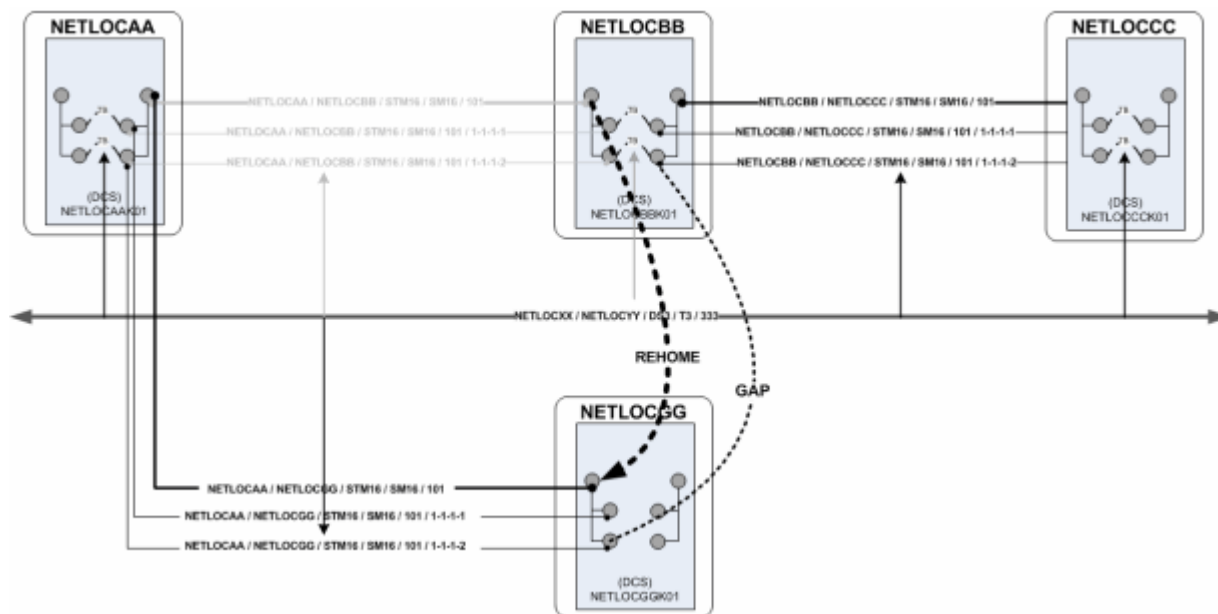 NETLOCAA
NETLOCBB
NETLOCCC
NETLOCAA / NETLOCBB / STM16 / SM16 / 101
NETLOCBB / NETLOCCC / STM16 / SM16 / 101
NETLOCAA / NETLOCBB / STM16 / SM16 / 101 / 1-1-1-1
NETLOCBB / NETLOCCC / STM16 / SM16 / 101 / 1-1-1-1
NETLOCAA / NETLOCBB / STM16 / SM16 / 101 / 1-1-1-2
NETLOCBB / NETLOCCC / STM16 / SM16 / 101 / 1-1-1-2
(DCS)
NETLOCAAK01
(DCS)
NETLOCBBK01
(DCS)
NETLOCCCK01
NETLOCXX / NETLOCYY / DS3 / T3 / 333
REHOME
GAP
NETLOCGG
NETLOCAA / NETLOCGG / STM16 / SM16 / 101
NETLOCAA / NETLOCGG / STM16 / SM16 / 101 / 1-1-1-1
NETLOCAA / NETLOCGG / STM16 / SM16 / 101 / 1-1-1-2
(DCS)
NETLOCGGK01